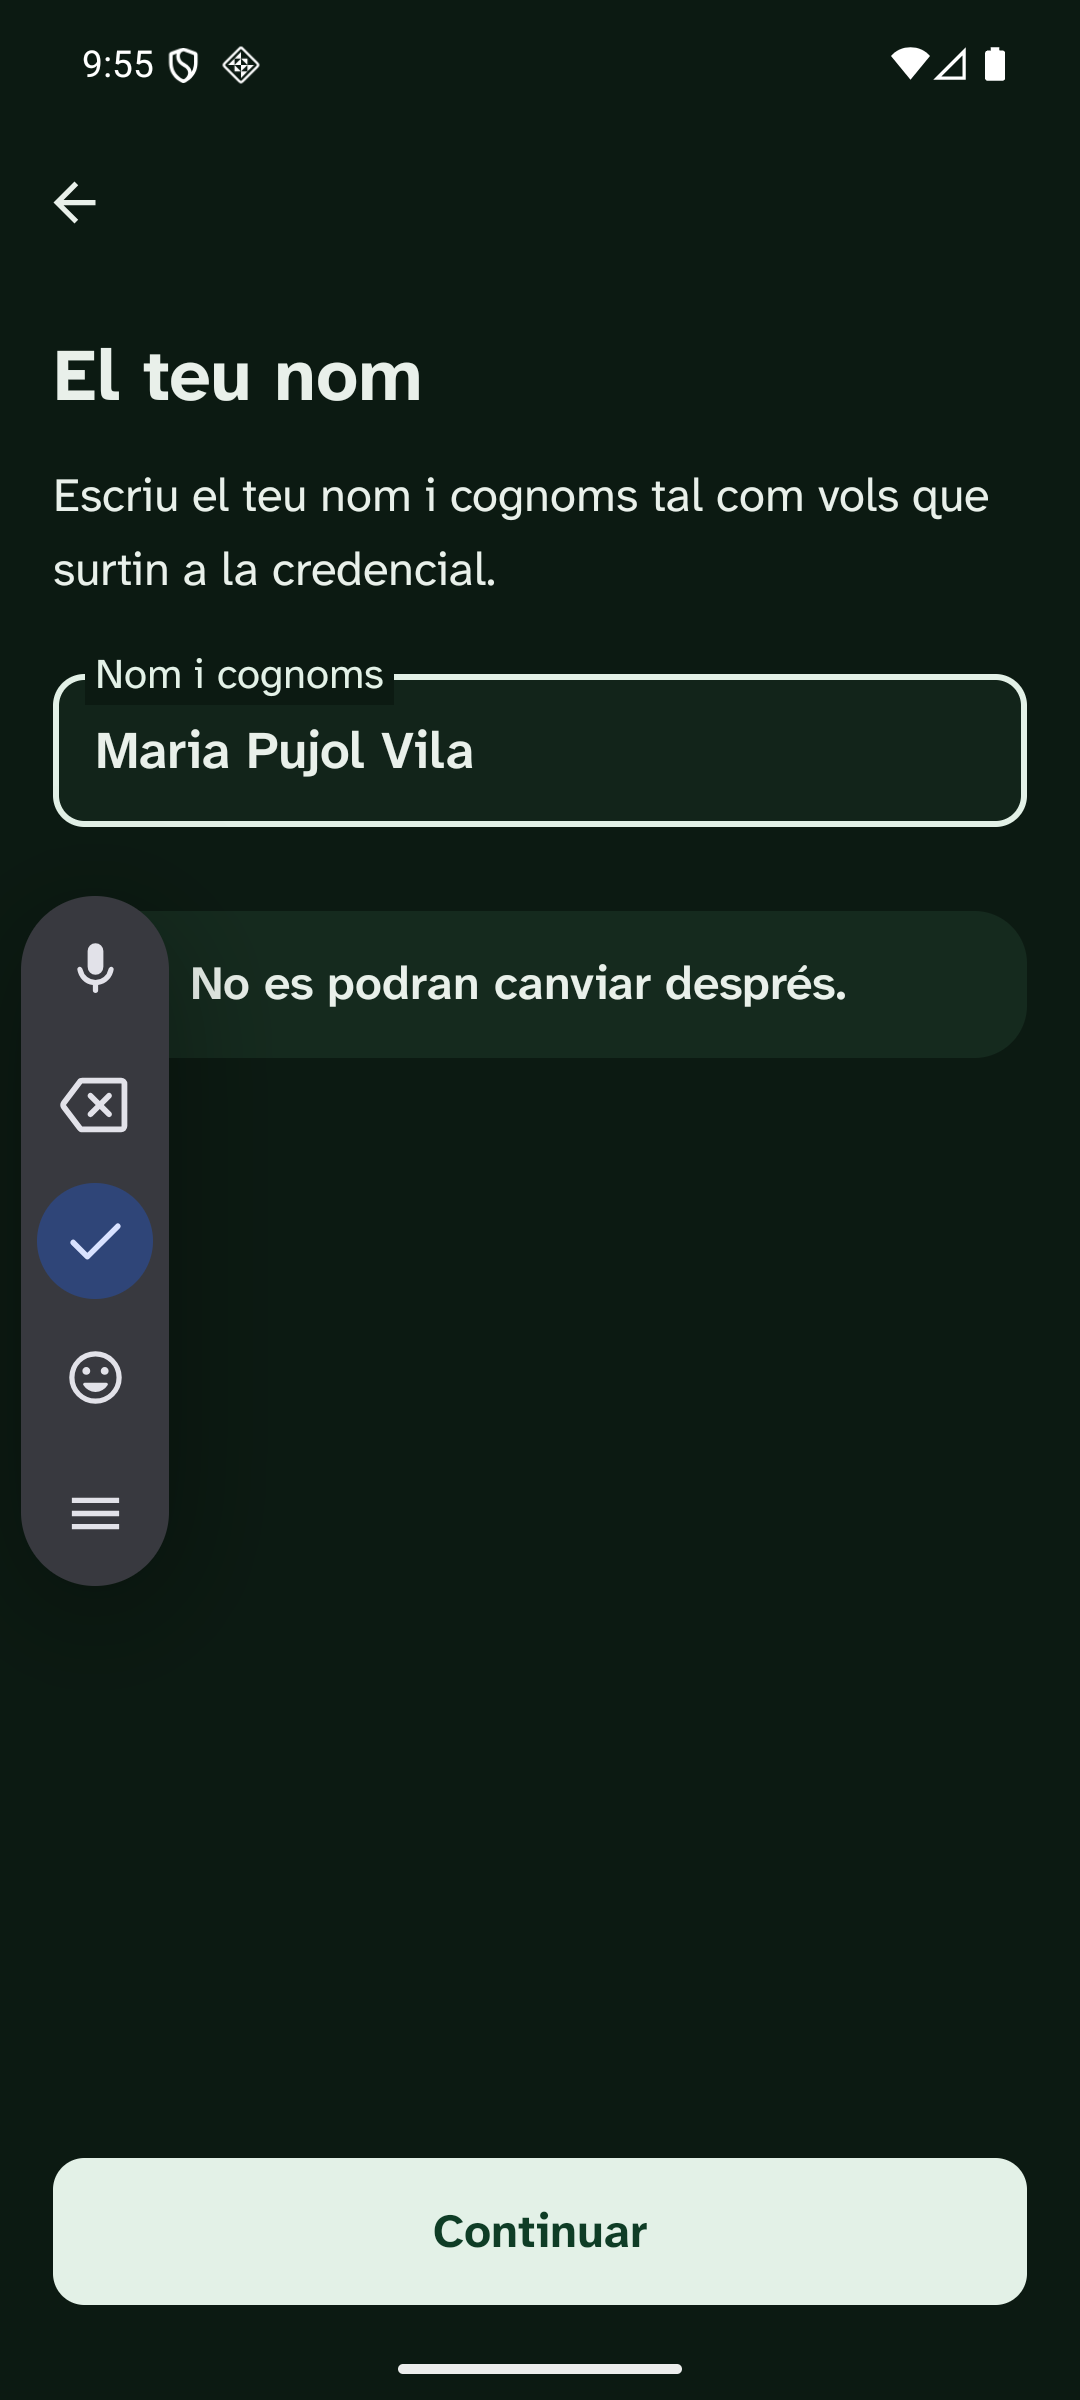 9:55
El teu nom
Escriu el teu nom i cognoms tal com vols que
surtin a la credencial.
Nom i cognoms
Maria Pujol Vila
No es podran canviar després.
Continuar